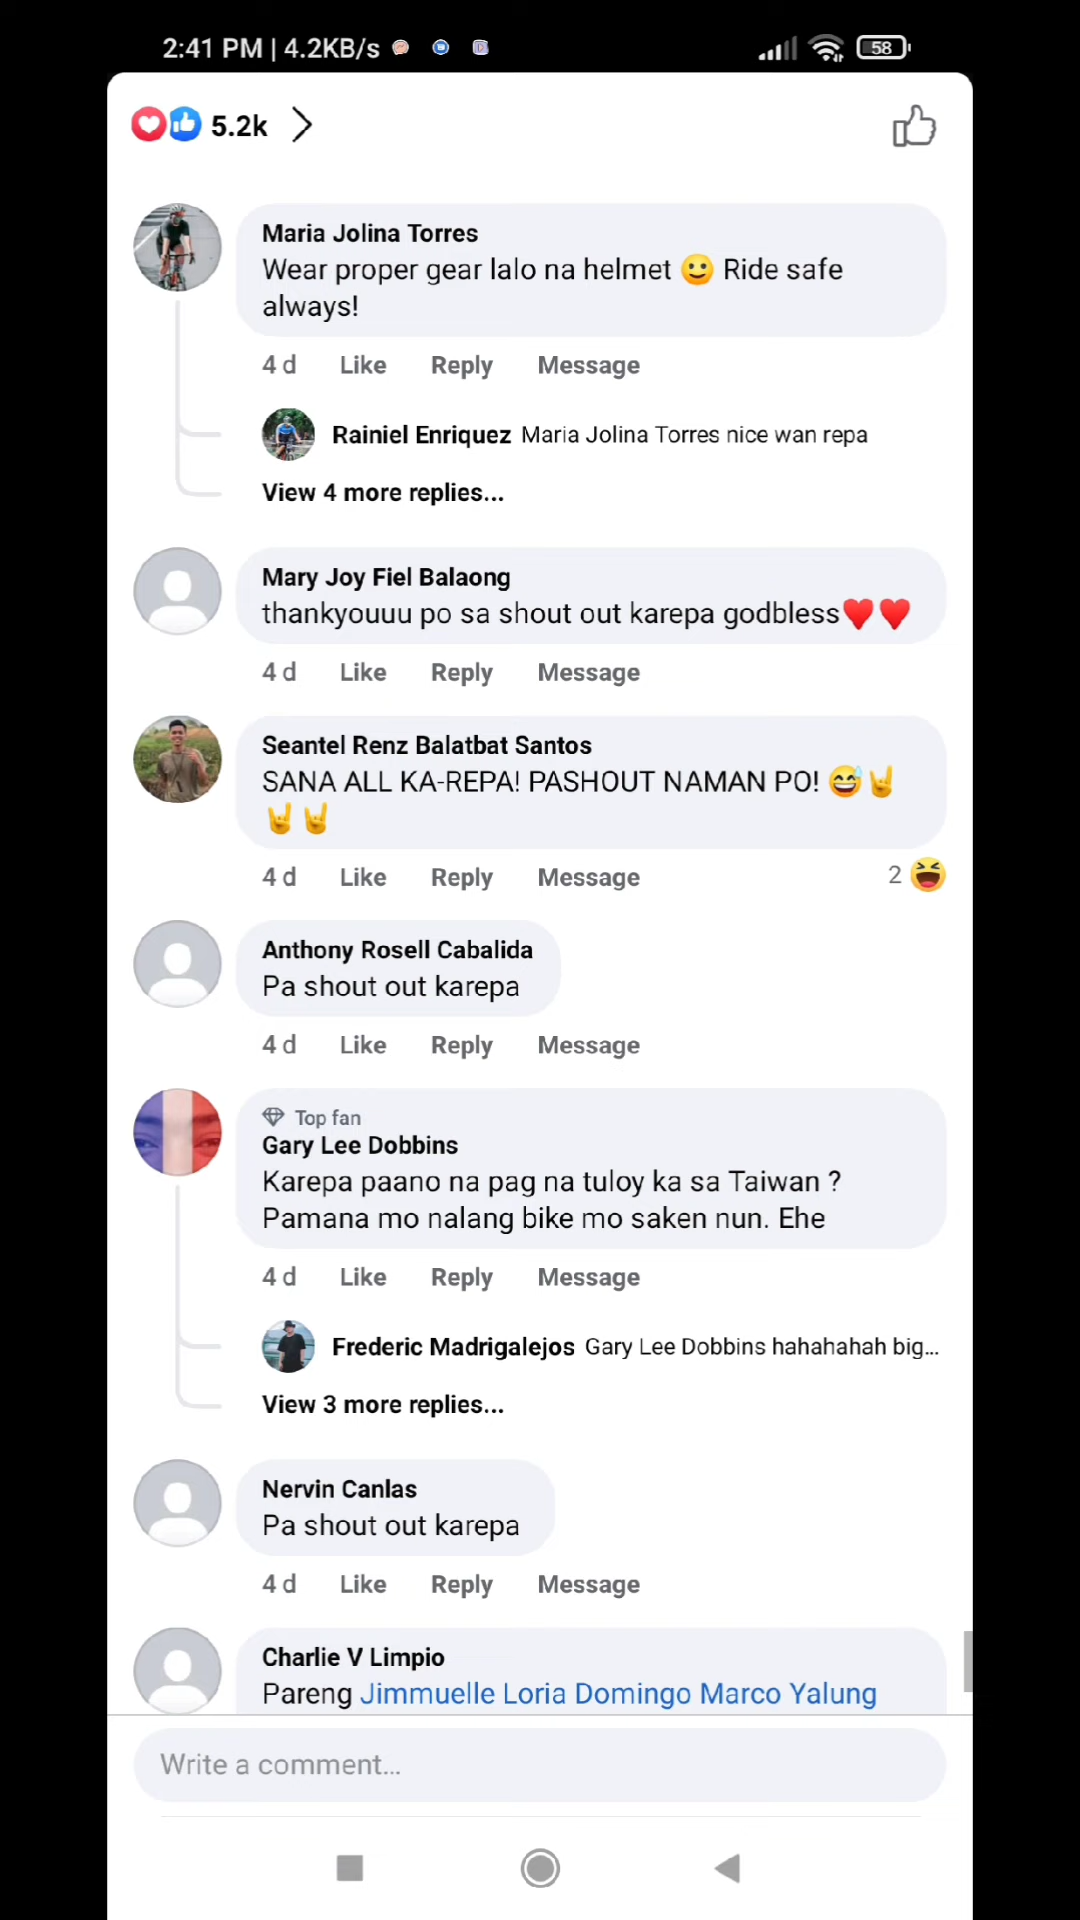 2:41 PM | 4.2KB/s
58
5.2k
Maria Jolina Torres
Wear proper gear lalo na helmet 🙂 Ride safe
always!
4 d Like Reply Message
Rainiel Enriquez Maria Jolina Torres nice wan repa
View 4 more replies...
Mary Joy Fiel Balaong
thankyouuu po sa shout out karepa godbless♥️♥️
4 d Like Reply Message
Seantel Renz Balatbat Santos
SANA ALL KA-REPA! PASHOUT NAMAN PO! 😅🤘
🤘🤘
4 d Like Reply Message 2 😆
Anthony Rosell Cabalida
Pa shout out karepa
4 d Like Reply Message
Top fan
Gary Lee Dobbins
Karepa paano na pag na tuloy ka sa Taiwan ?
Pamana mo nalang bike mo saken nun. Ehe
4 d Like Reply Message
Frederic Madrigalejos Gary Lee Dobbins hahahahah big...
View 3 more replies...
Nervin Canlas
Pa shout out karepa
4 d Like Reply Message
Charlie V Limpio
Pareng Jimmuelle Loria Domingo Marco Yalung
Write a comment...